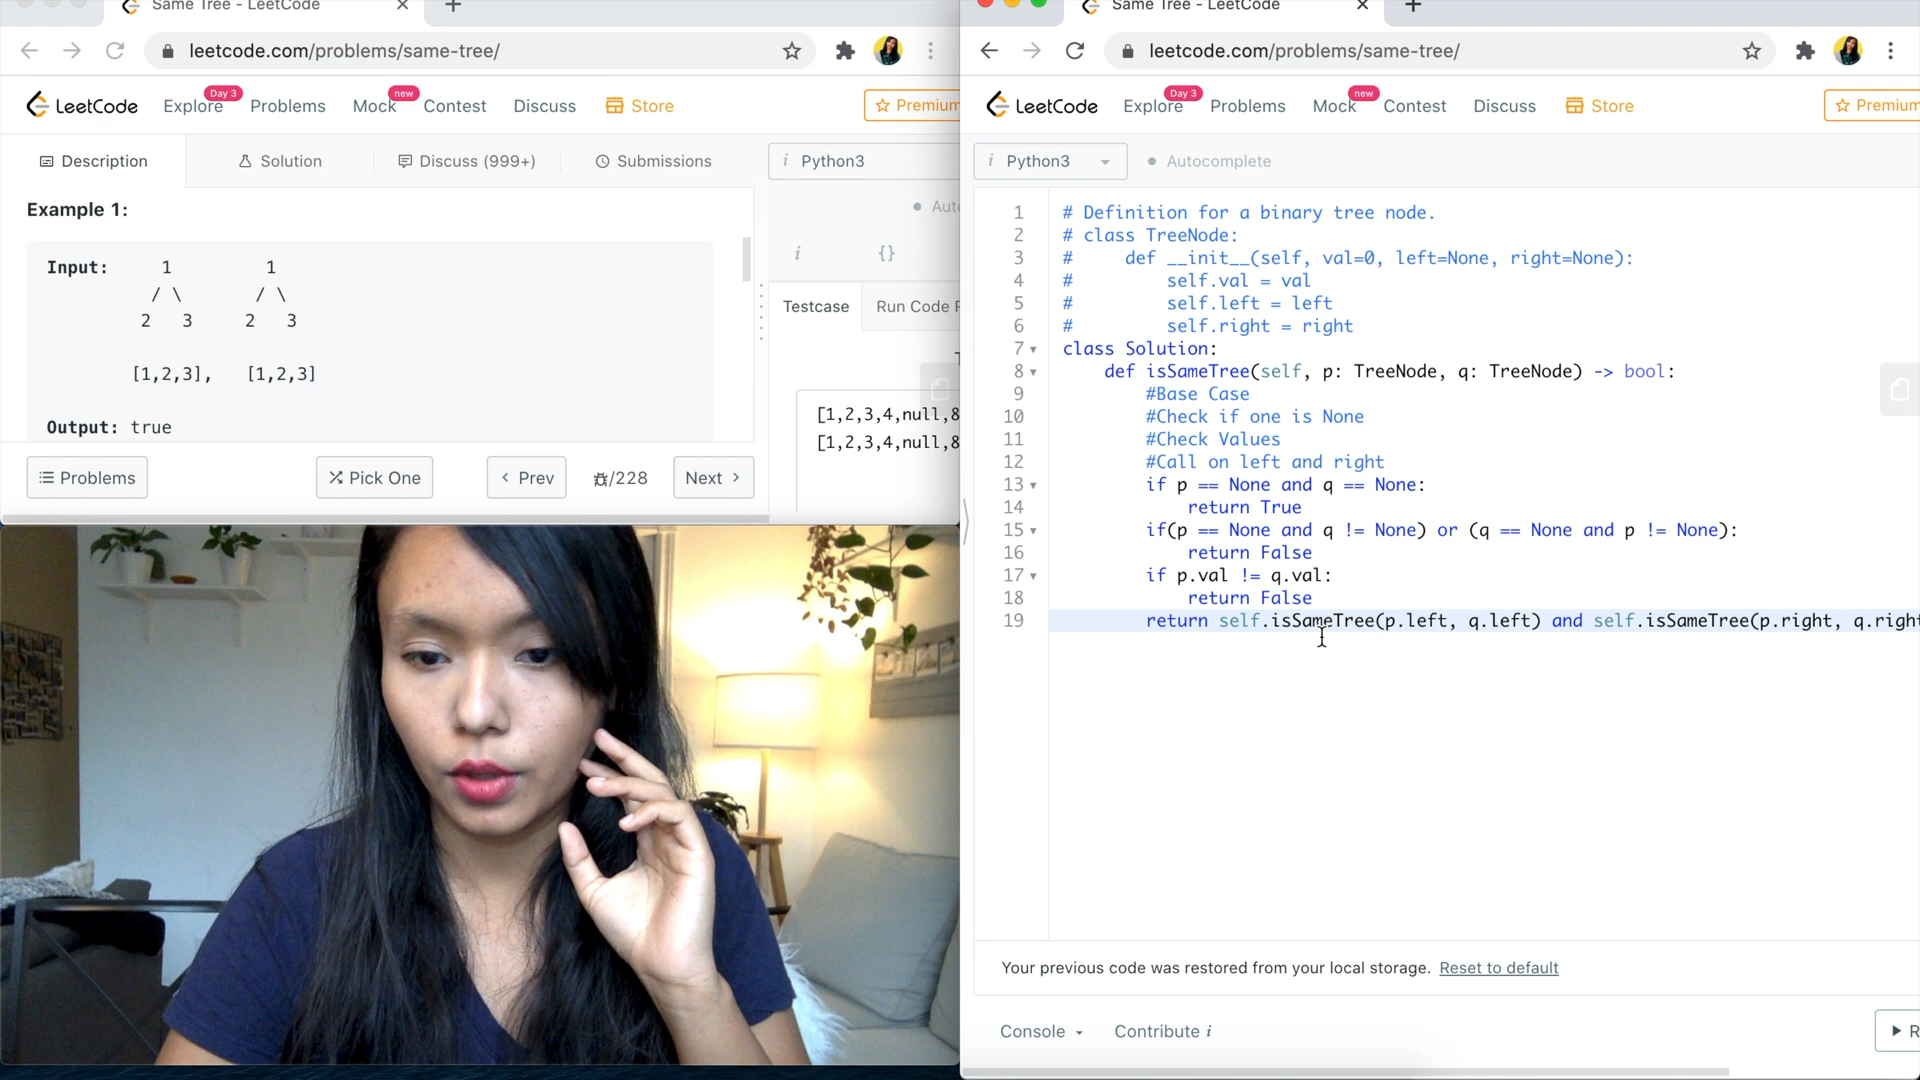 Same Tree - LeetCode
leetcode.com/problems/same-tree/
LeetCode
Explore
Day 3
Problems
Mock
new
Contest
Discuss
Store
Premium
Description
Solution
Discuss (999+)
Submissions
i Python3
Example 1:
Input: 1 1
/ \ / \
2 3 2 3
[1,2,3], [1,2,3]
Output: true
i {}
Testcase
Run Code
[1,2,3,4,null,8
[1,2,3,4,null,8
Problems
Pick One
Prev
/228
Next
Same Tree - LeetCode
leetcode.com/problems/same-tree/
LeetCode
Explore
Day 3
Problems
Mock
new
Contest
Discuss
Store
Premium
i Python3
Autocomplete
1 # Definition for a binary tree node.
2 # class TreeNode:
3 # def __init__(self, val=0, left=None, right=None):
4 # self.val = val
5 # self.left = left
6 # self.right = right
7 class Solution:
8 def isSameTree(self, p: TreeNode, q: TreeNode) -> bool:
9 #Base Case
10 #Check if one is None
11 #Check Values
12 #Call on left and right
13 if p == None and q == None:
14 return True
15 if(p == None and q != None) or (q == None and p != None):
16 return False
17 if p.val != q.val:
18 return False
19 return self.isSameTree(p.left, q.left) and self.isSameTree(p.right, q.right
Your previous code was restored from your local storage. Reset to default
Console
Contribute i